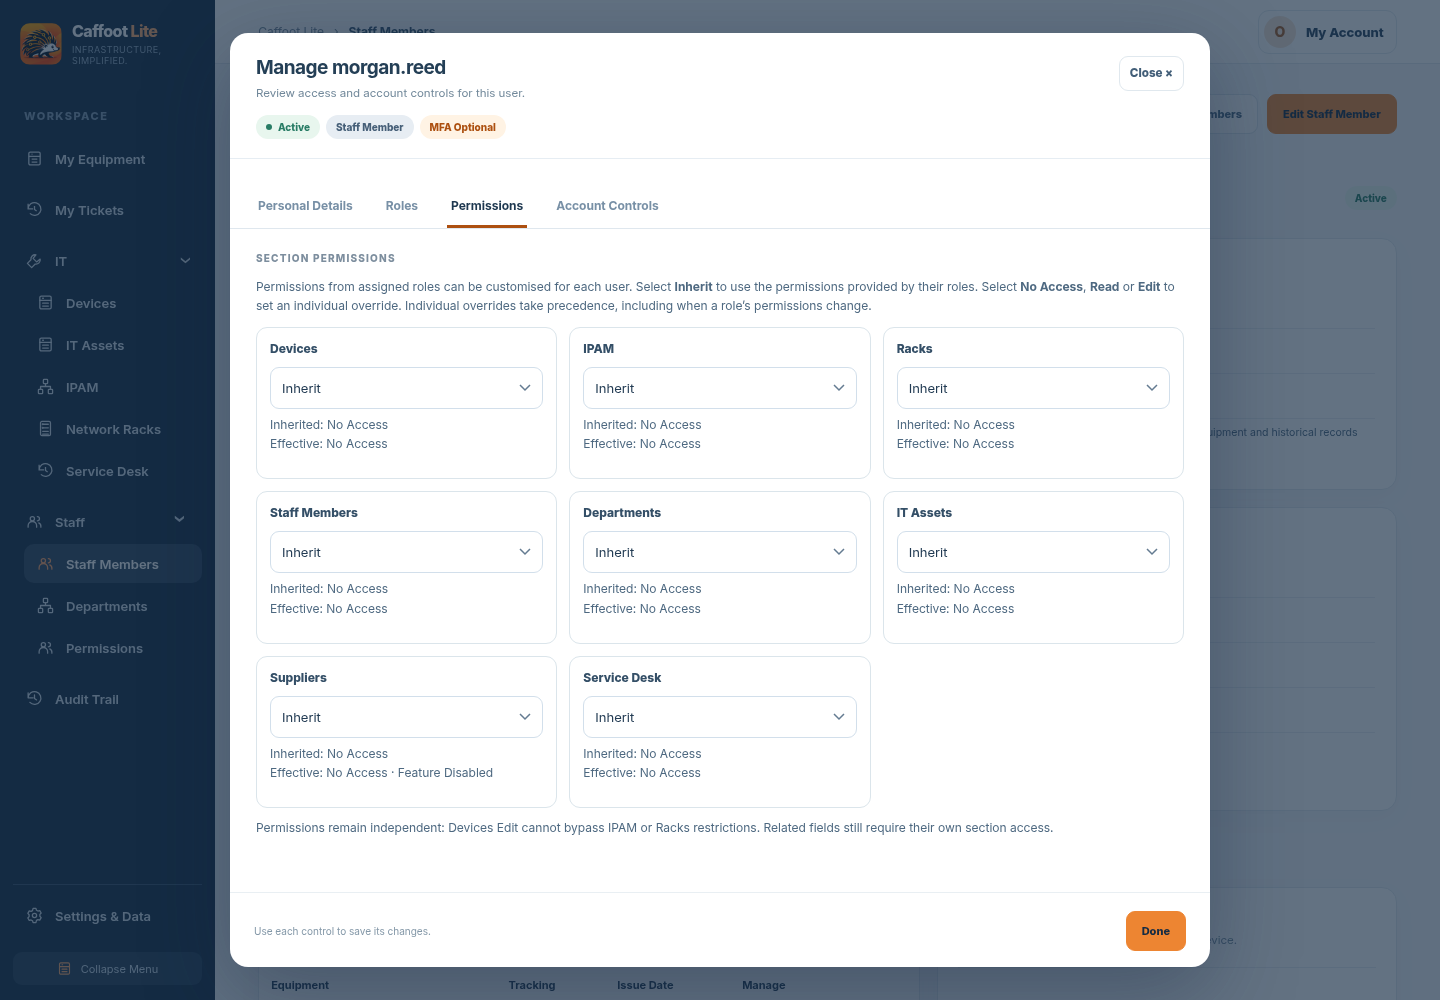 Caffoot Lite
INFRASTRUCTURE,
SIMPLIFIED.
WORKSPACE
My Equipment
My Tickets
IT
Devices
IT Assets
IPAM
Network Racks
Service Desk
Staff
Staff Members
Departments
Permissions
Audit Trail
Settings & Data
Collapse Menu
Caffoot Lite › Staff Members
O My Account
Edit Staff Member
Active
Manage morgan.reed
Close ×
Review access and account controls for this user.
Active
Staff Member
MFA Optional
Personal Details
Roles
Permissions
Account Controls
SECTION PERMISSIONS
Permissions from assigned roles can be customised for each user. Select Inherit to use the permissions provided by their roles. Select No Access, Read or Edit to
set an individual override. Individual overrides take precedence, including when a role’s permissions change.
Devices
Inherit
Inherited: No Access
Effective: No Access
IPAM
Inherit
Inherited: No Access
Effective: No Access
Racks
Inherit
Inherited: No Access
Effective: No Access
Staff Members
Inherit
Inherited: No Access
Effective: No Access
Departments
Inherit
Inherited: No Access
Effective: No Access
IT Assets
Inherit
Inherited: No Access
Effective: No Access
Suppliers
Inherit
Inherited: No Access
Effective: No Access · Feature Disabled
Service Desk
Inherit
Inherited: No Access
Effective: No Access
Permissions remain independent: Devices Edit cannot bypass IPAM or Racks restrictions. Related fields still require their own section access.
Use each control to save its changes.
Done
and historical records
Equipment
Tracking
Issue Date
Manage